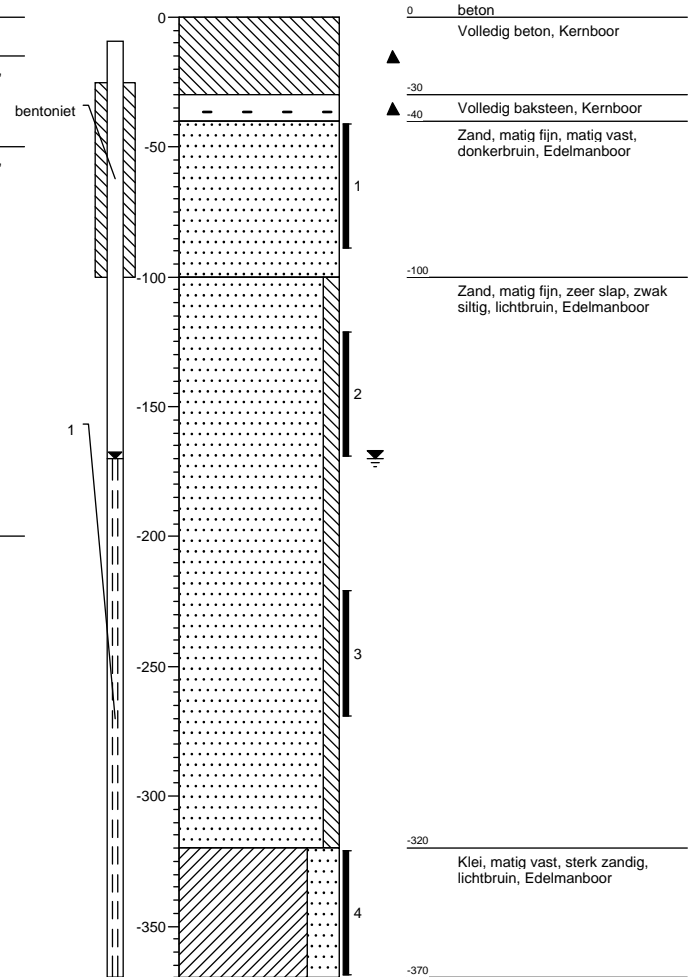 0
-50
-100
-150
-200
-250
-300
-350
bentoniet
1
1
2
3
4
0 beton
Volledig beton, Kernboor
-30
Volledig baksteen, Kernboor
-40
Zand, matig fijn, matig vast,
donkerbruin, Edelmanboor
-100
Zand, matig fijn, zeer slap, zwak
siltig, lichtbruin, Edelmanboor
-320
Klei, matig vast, sterk zandig,
lichtbruin, Edelmanboor
-370